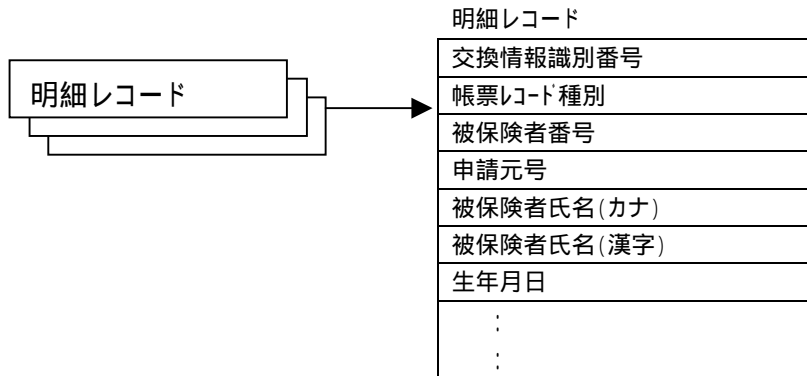 明細レコード
明細レコード
交換情報識別番号
帳票ﾚｺｰﾄﾞ種別
被保険者番号
申請元号
被保険者氏名(カナ)
被保険者氏名(漢字)
生年月日
:
: